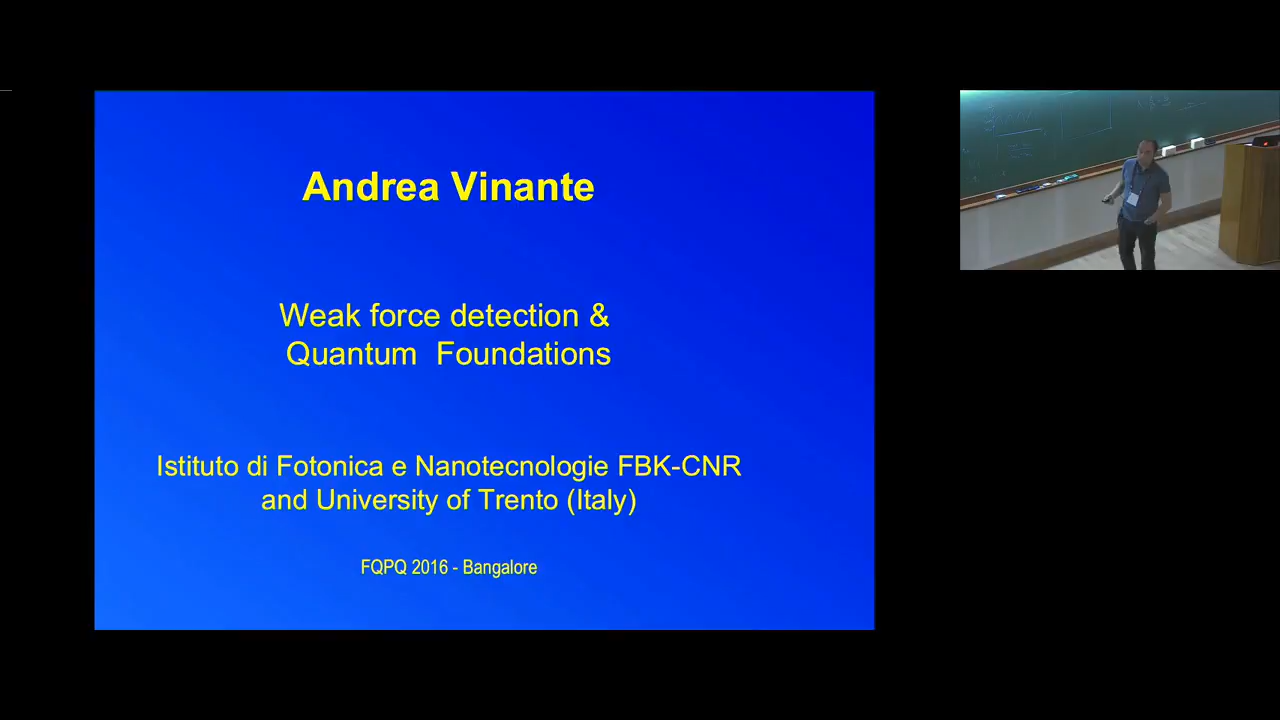 Andrea Vinante
Weak force detection &
Quantum Foundations
Istituto di Fotonica e Nanotecnologie FBK-CNR
and University of Trento (Italy)
FQPQ 2016 - Bangalore